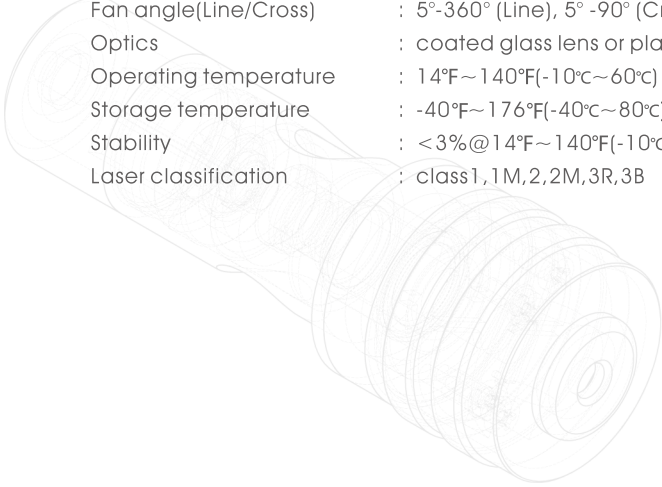 Fan angle(Line/Cross) : 5°-360° (Line), 5° -90° (Cr
Optics : coated glass lens or pla
Operating temperature : 14℉~140℉(-10℃~60℃)
Storage temperature : -40℉~176℉(-40℃~80℃)
Stability : <3%@14℉~140℉(-10℃
Laser classification : class1,1M,2,2M,3R,3B